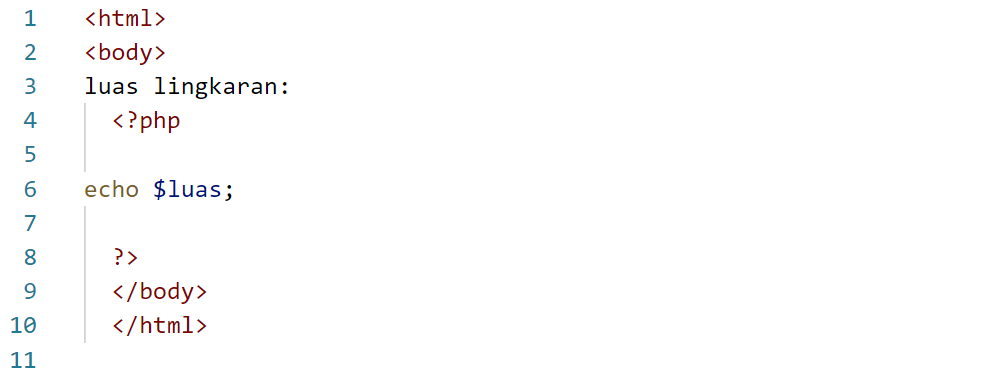 1 <html>
2 <body>
3 luas lingkaran:
4 <?php
5
6 echo $luas;
7
8 ?>
9 </body>
10 </html>
11